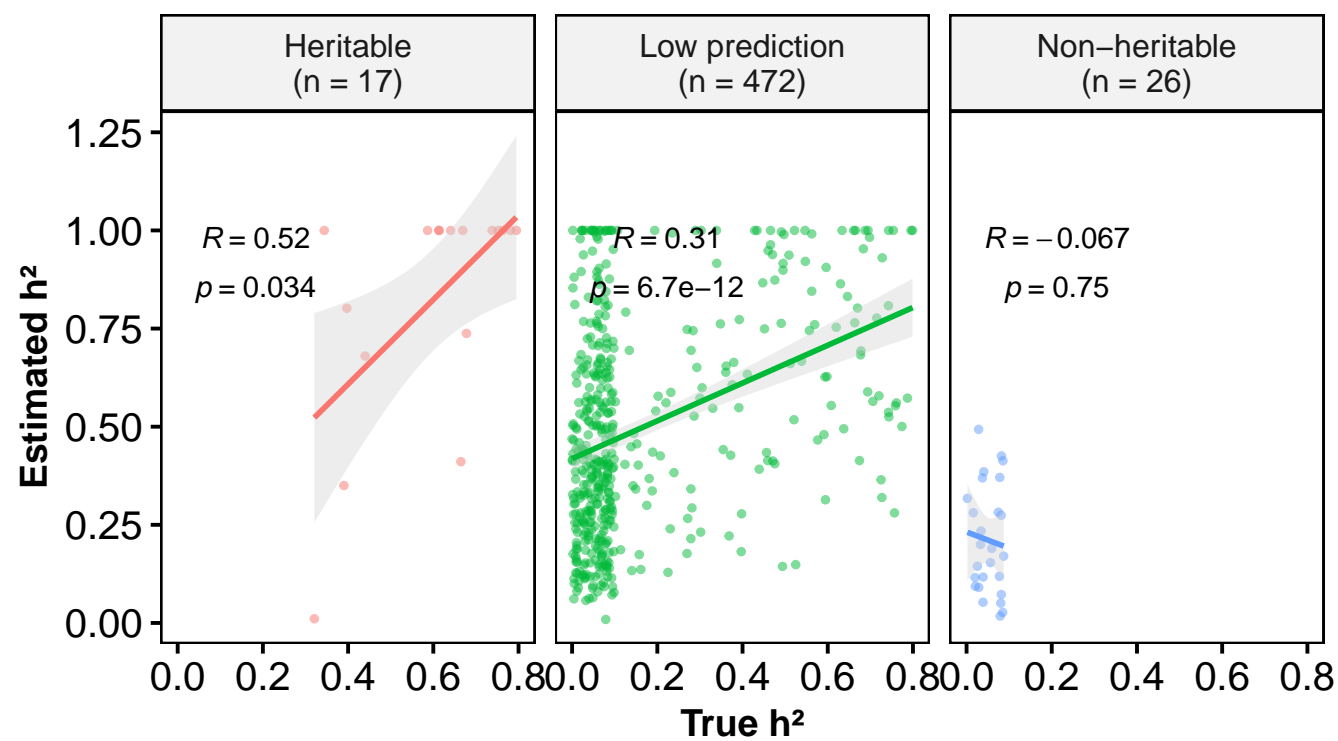 Heritable
(n = 17)
Low prediction
(n = 472)
Non−heritable
(n = 26)
Estimated h²
1.25
1.00
0.75
0.50
0.25
0.00
R = 0.52
p = 0.034
R = 0.31
p = 6.7e−12
R = −0.067
p = 0.75
0.0 0.2 0.4 0.6 0.8
0.0 0.2 0.4 0.6 0.8
0.0 0.2 0.4 0.6 0.8
True h²